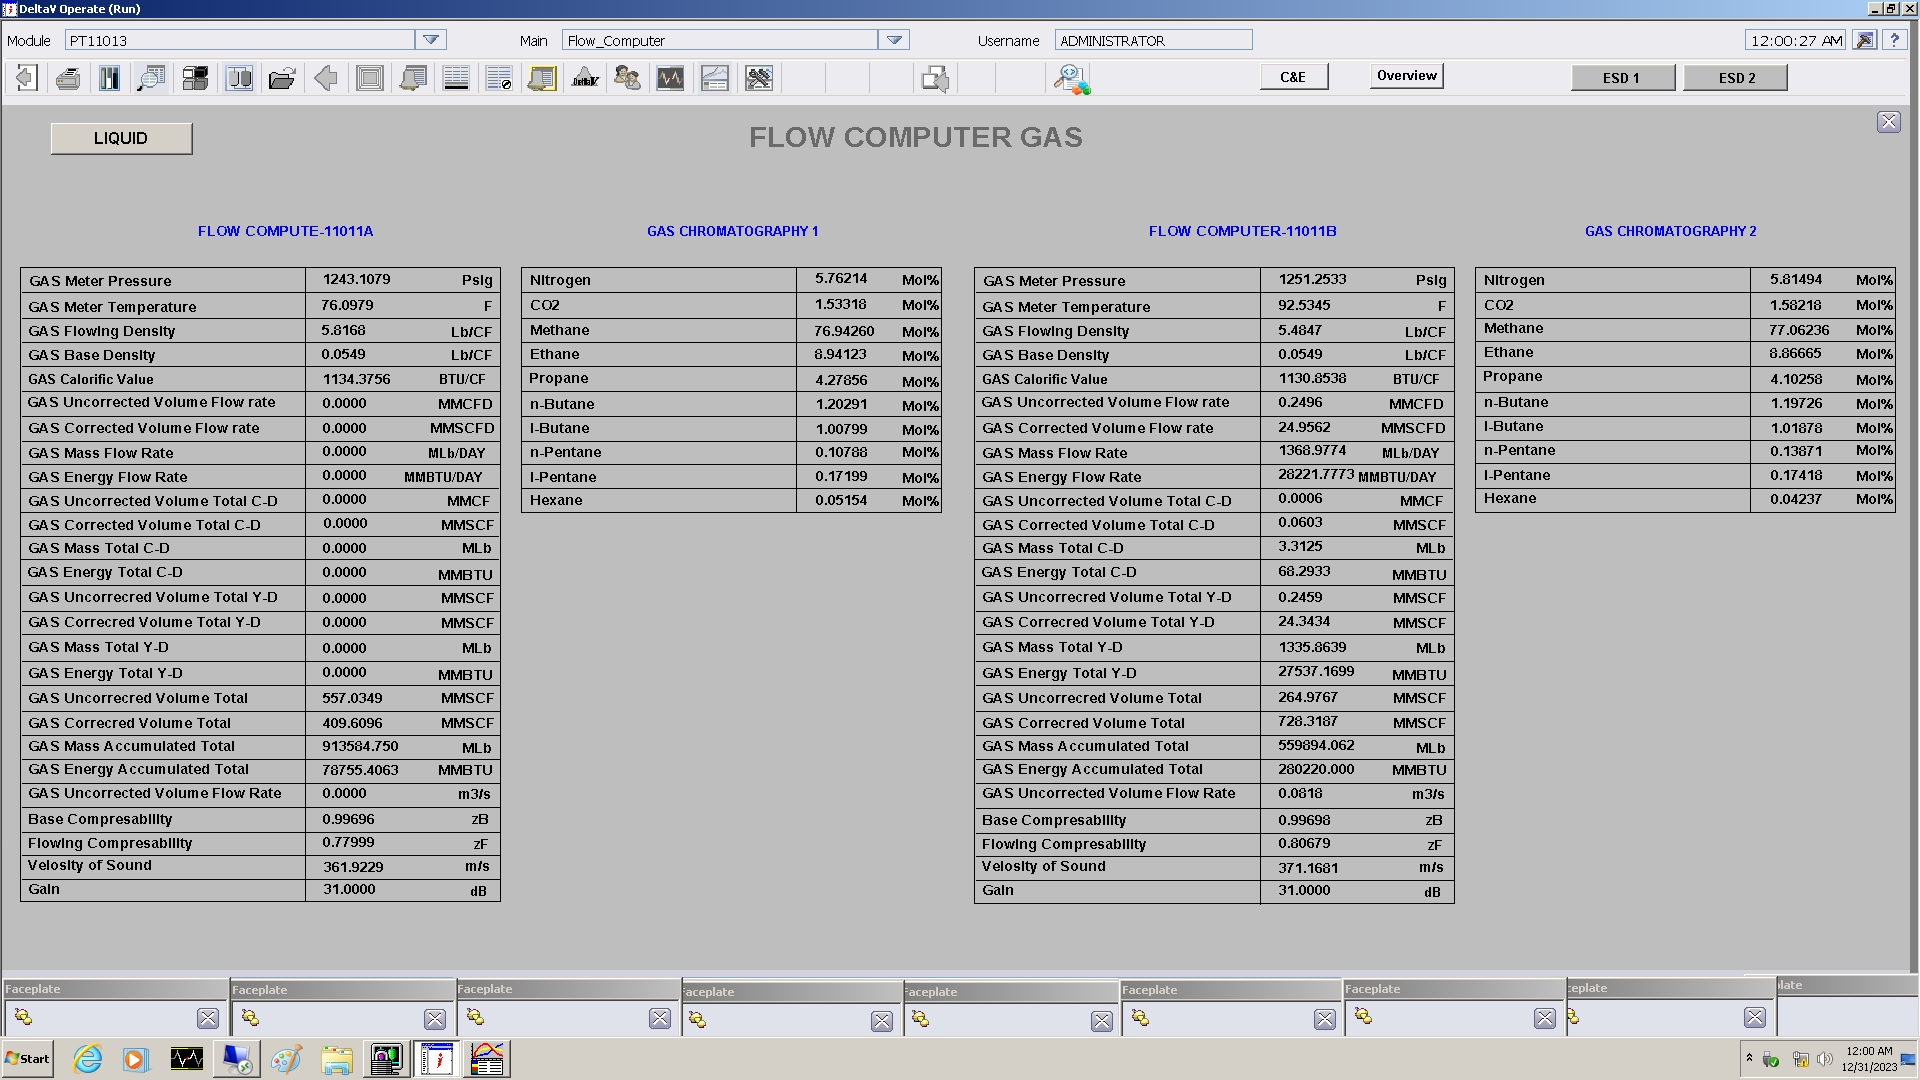 DeltaV Operate (Run)
Module PT11013 Main Flow_Computer Username ADMINISTRATOR 12:00:27 AM
DeltaV C&E Overview ESD 1 ESD 2
LIQUID FLOW COMPUTER GAS
FLOW COMPUTE-11011A
GAS Meter Pressure 1243.1079 PsIg
GAS Meter Temperature 76.0979 F
GAS Flowing Density 5.8168 Lb/CF
GAS Base Density 0.0549 Lb/CF
GAS Calorific Value 1134.3756 BTU/CF
GAS Uncorrected Volume Flow rate 0.0000 MMCFD
GAS Corrected Volume Flow rate 0.0000 MMSCFD
GAS Mass Flow Rate 0.0000 MLb/DAY
GAS Energy Flow Rate 0.0000 MMBTU/DAY
GAS Uncorrected Volume Total C-D 0.0000 MMCF
GAS Corrected Volume Total C-D 0.0000 MMSCF
GAS Mass Total C-D 0.0000 MLb
GAS Energy Total C-D 0.0000 MMBTU
GAS Uncorrecred Volume Total Y-D 0.0000 MMSCF
GAS Correcred Volume Total Y-D 0.0000 MMSCF
GAS Mass Total Y-D 0.0000 MLb
GAS Energy Total Y-D 0.0000 MMBTU
GAS Uncorrecred Volume Total 557.0349 MMSCF
GAS Correcred Volume Total 409.6096 MMSCF
GAS Mass Accumulated Total 913584.750 MLb
GAS Energy Accumulated Total 78755.4063 MMBTU
GAS Uncorrected Volume Flow Rate 0.0000 m3/s
Base Compresability 0.99696 zB
Flowing Compresability 0.77999 zF
Velosity of Sound 361.9229 m/s
Gain 31.0000 dB
GAS CHROMATOGRAPHY 1
Nitrogen 5.76214 Mol%
CO2 1.53318 Mol%
Methane 76.94260 Mol%
Ethane 8.94123 Mol%
Propane 4.27856 Mol%
n-Butane 1.20291 Mol%
I-Butane 1.00799 Mol%
n-Pentane 0.10788 Mol%
I-Pentane 0.17199 Mol%
Hexane 0.05154 Mol%
FLOW COMPUTER-11011B
GAS Meter Pressure 1251.2533 PsIg
GAS Meter Temperature 92.5345 F
GAS Flowing Density 5.4847 Lb/CF
GAS Base Density 0.0549 Lb/CF
GAS Calorific Value 1130.8538 BTU/CF
GAS Uncorrected Volume Flow rate 0.2496 MMCFD
GAS Corrected Volume Flow rate 24.9562 MMSCFD
GAS Mass Flow Rate 1368.9774 MLb/DAY
GAS Energy Flow Rate 28221.7773 MMBTU/DAY
GAS Uncorrected Volume Total C-D 0.0006 MMCF
GAS Corrected Volume Total C-D 0.0603 MMSCF
GAS Mass Total C-D 3.3125 MLb
GAS Energy Total C-D 68.2933 MMBTU
GAS Uncorrecred Volume Total Y-D 0.2459 MMSCF
GAS Correcred Volume Total Y-D 24.3434 MMSCF
GAS Mass Total Y-D 1335.8639 MLb
GAS Energy Total Y-D 27537.1699 MMBTU
GAS Uncorrecred Volume Total 264.9767 MMSCF
GAS Correcred Volume Total 728.3187 MMSCF
GAS Mass Accumulated Total 559894.062 MLb
GAS Energy Accumulated Total 280220.000 MMBTU
GAS Uncorrected Volume Flow Rate 0.0818 m3/s
Base Compresability 0.99698 zB
Flowing Compresability 0.80679 zF
Velosity of Sound 371.1681 m/s
Gain 31.0000 dB
GAS CHROMATOGRAPHY 2
Nitrogen 5.81494 Mol%
CO2 1.58218 Mol%
Methane 77.06236 Mol%
Ethane 8.86665 Mol%
Propane 4.10258 Mol%
n-Butane 1.19726 Mol%
I-Butane 1.01878 Mol%
n-Pentane 0.13871 Mol%
I-Pentane 0.17418 Mol%
Hexane 0.04237 Mol%
Faceplate Faceplate Faceplate aceplate Faceplate Faceplate Faceplate ceplate late
Start 12:00 AM
12/31/2023